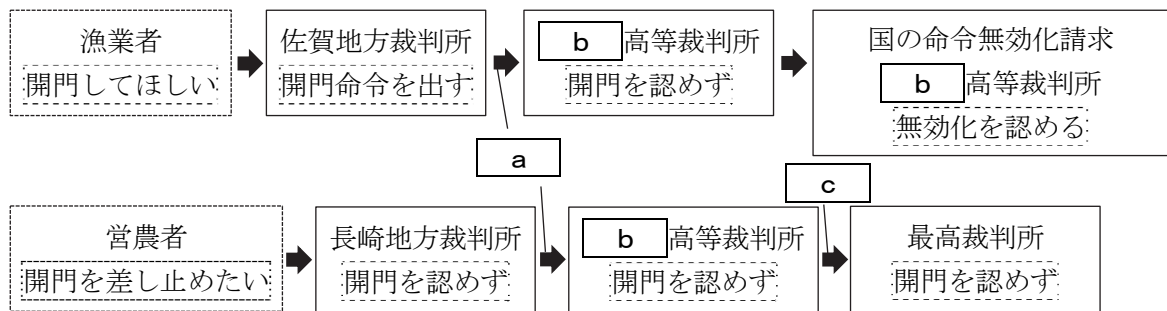 漁業者
開門してほしい
佐賀地方裁判所
開門命令を出す
b 高等裁判所
開門を認めず
国の命令無効化請求
b 高等裁判所
無効化を認める
a
c
営農者
開門を差し止めたい
長崎地方裁判所
開門を認めず
b 高等裁判所
開門を認めず
最高裁判所
開門を認めず